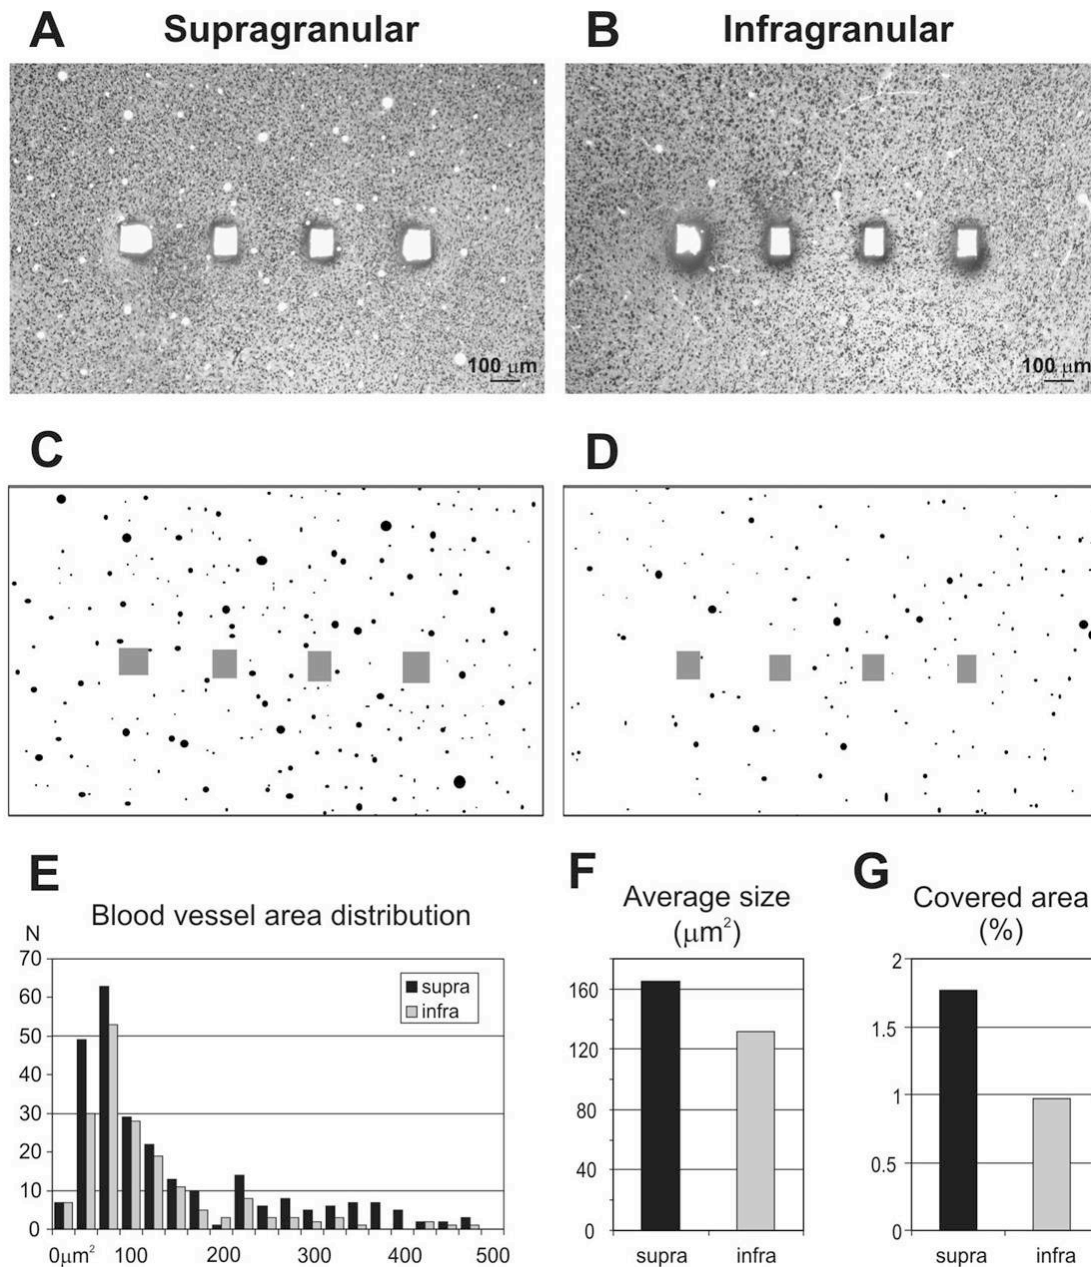 A Supragranular
B Infragranular
100 μm
100 μm
C
D
E
Blood vessel area distribution
N
70
60
50
40
30
20
10
0
0μm² 100 200 300 400 500
supra
infra
F
Average size
(μm²)
160
120
80
40
0
supra infra
G
Covered area
(%)
2
1.5
1
0.5
0
supra infra